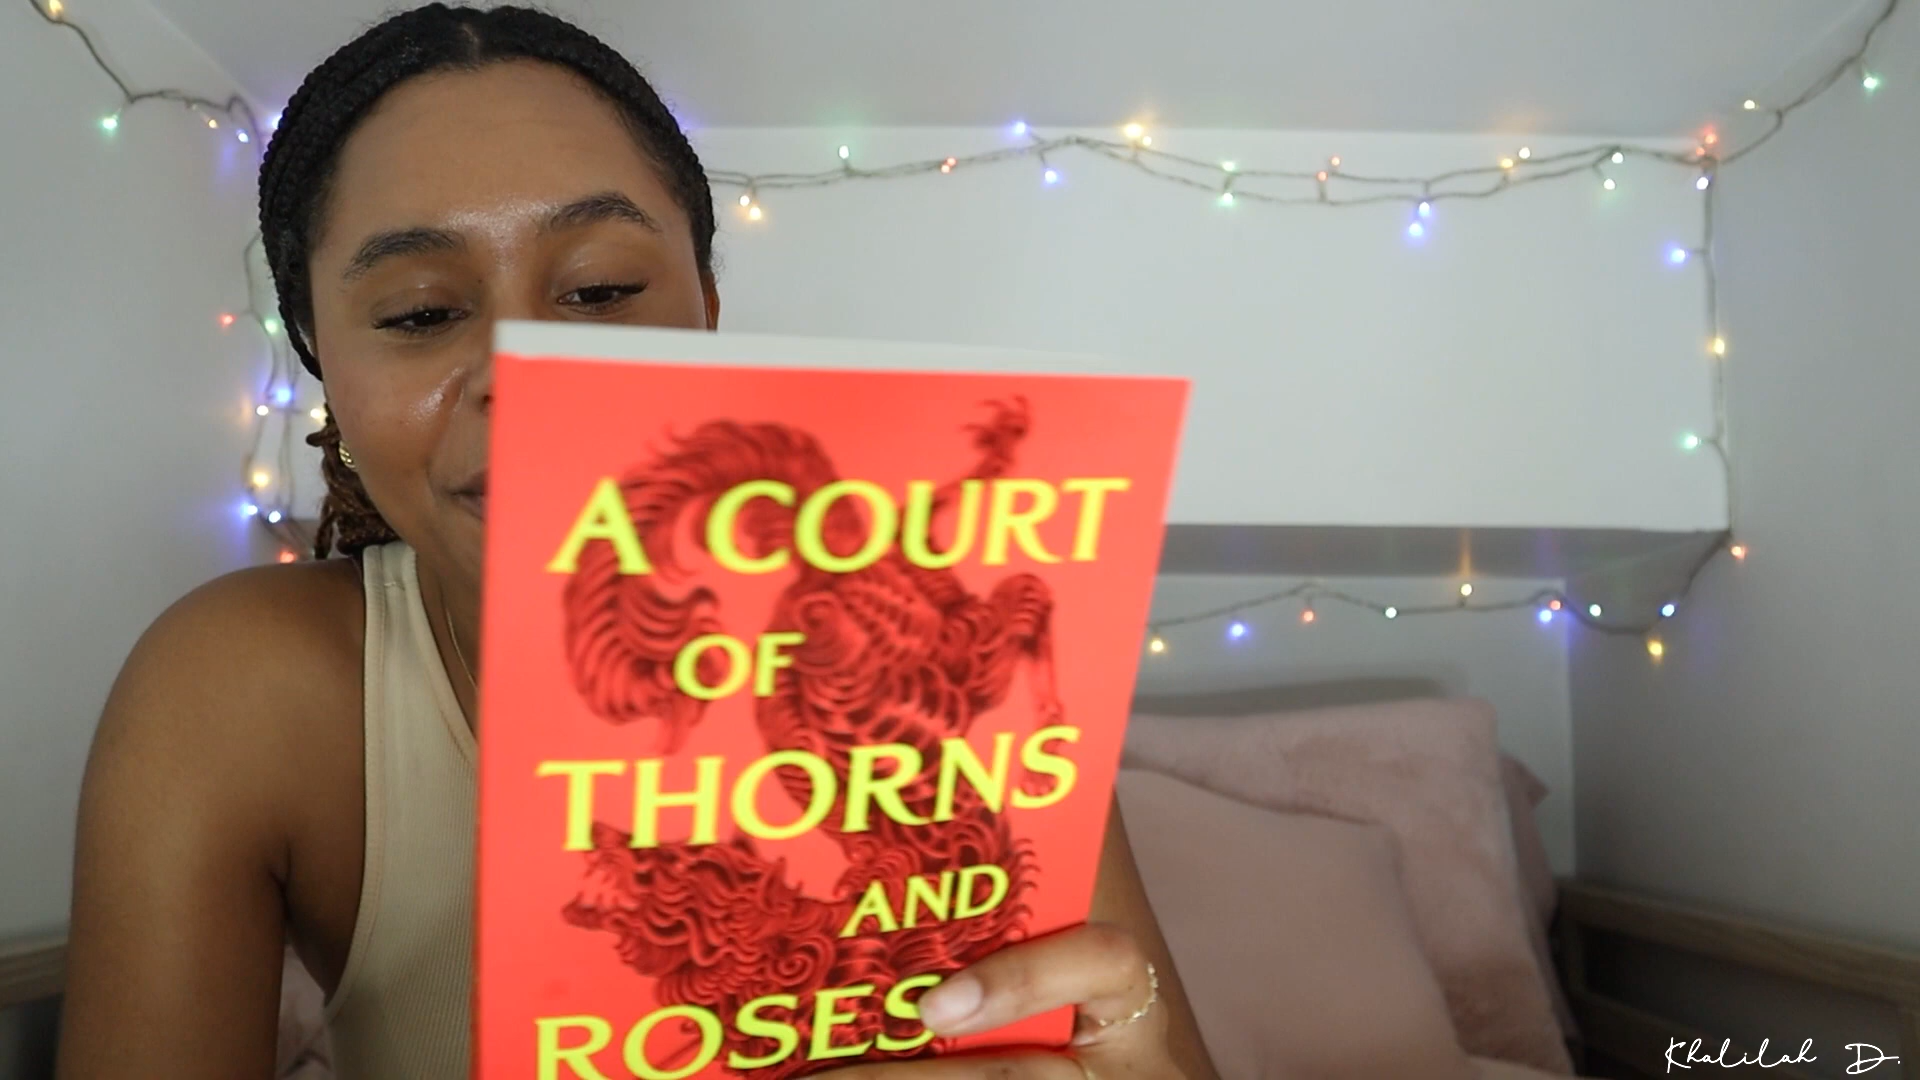 A COURT
OF
THORNS
AND
ROSES
Khalilah D.